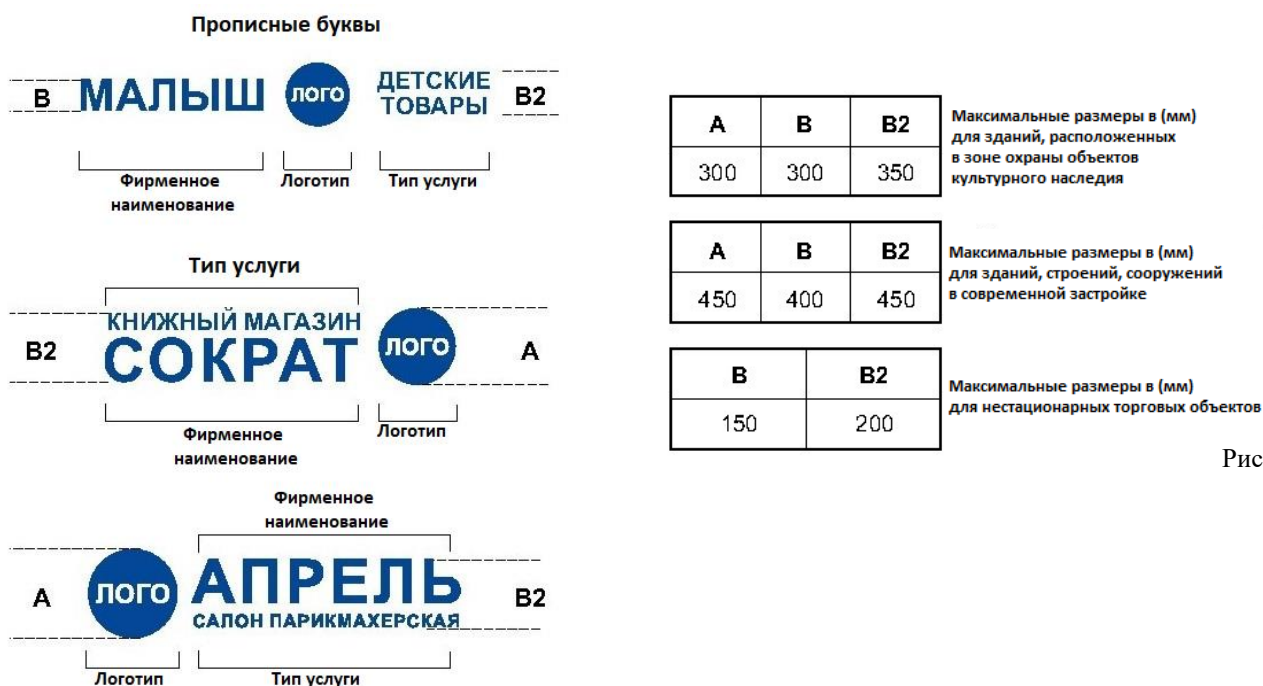 Прописные буквы
В МАЛЫШ ЛОГО ДЕТСКИЕ
ТОВАРЫ В2
Фирменное
наименование
Логотип
Тип услуги
Тип услуги
В2
КНИЖНЫЙ МАГАЗИН
СОКРАТ
ЛОГО
А
Фирменное
наименование
Логотип
Фирменное
наименование
А
ЛОГО
АПРЕЛЬ
САЛОН ПАРИКМАХЕРСКАЯ
В2
Логотип
Тип услуги
А В В2
300 300 350
Максимальные размеры в (мм)
для зданий, расположенных
в зоне охраны объектов
культурного наследия
А В В2
450 400 450
Максимальные размеры в (мм)
для зданий, строений, сооружений
в современной застройке
В В2
150 200
Максимальные размеры в (мм)
для нестационарных торговых объектов
Рис